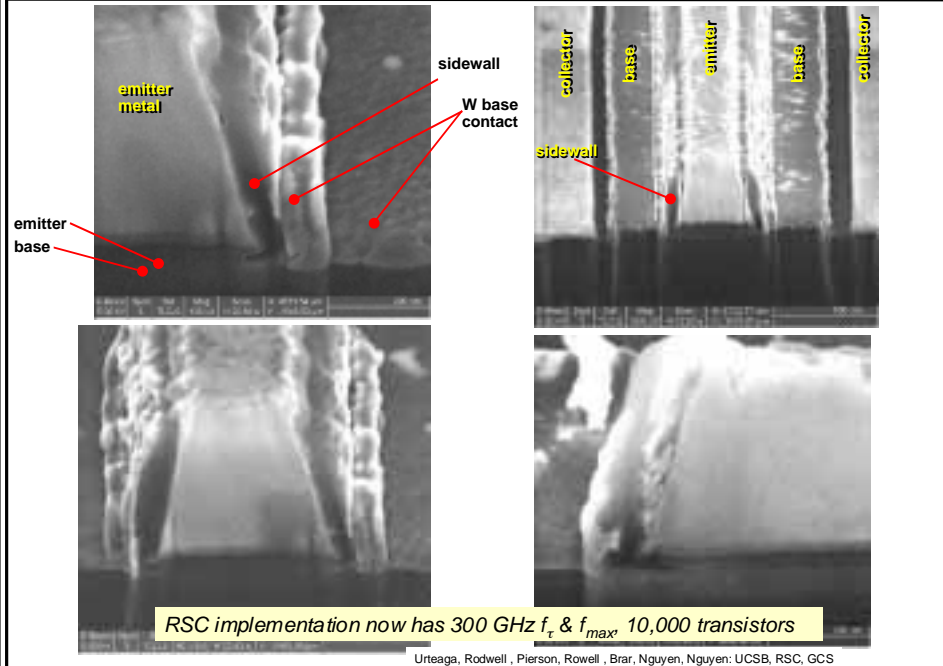 emitter
metal
sidewall
W base
contact
emitter
base
collector
base
emitter
base
collector
sidewall
RSC implementation now has 300 GHz fτ & fmax, 10,000 transistors
Urteaga, Rodwell , Pierson, Rowell , Brar, Nguyen, Nguyen: UCSB, RSC, GCS